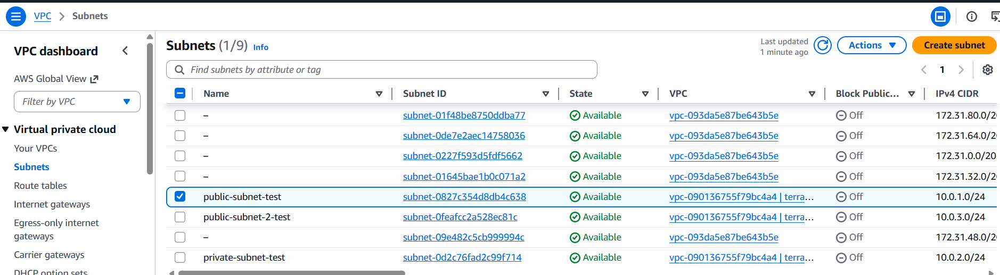 VPC > Subnets
VPC dashboard
AWS Global View
Filter by VPC
Virtual private cloud
Your VPCs
Subnets
Route tables
Internet gateways
Egress-only internet
gateways
Carrier gateways
DHCP option sets
Subnets (1/9) Info
Last updated
1 minute ago
Actions
Create subnet
Find subnets by attribute or tag
1
Name Subnet ID State VPC Block Public... IPv4 CIDR
– subnet-01f48be8750ddba77 Available vpc-093da5e87be643b5e Off 172.31.80.0/20
– subnet-0de7e2aec14758036 Available vpc-093da5e87be643b5e Off 172.31.64.0/20
– subnet-0227f593d5fdf5662 Available vpc-093da5e87be643b5e Off 172.31.0.0/20
– subnet-01645bae1b0c071a2 Available vpc-093da5e87be643b5e Off 172.31.32.0/20
public-subnet-test subnet-0827c354d8db4c638 Available vpc-090136755f79bc4a4 | terra... Off 10.0.1.0/24
public-subnet-2-test subnet-0feafcc2a528ec81c Available vpc-090136755f79bc4a4 | terra... Off 10.0.3.0/24
– subnet-09e482c5cb999994c Available vpc-093da5e87be643b5e Off 172.31.48.0/20
private-subnet-test subnet-0d2c76fad2c99f714 Available vpc-090136755f79bc4a4 | terra... Off 10.0.2.0/24